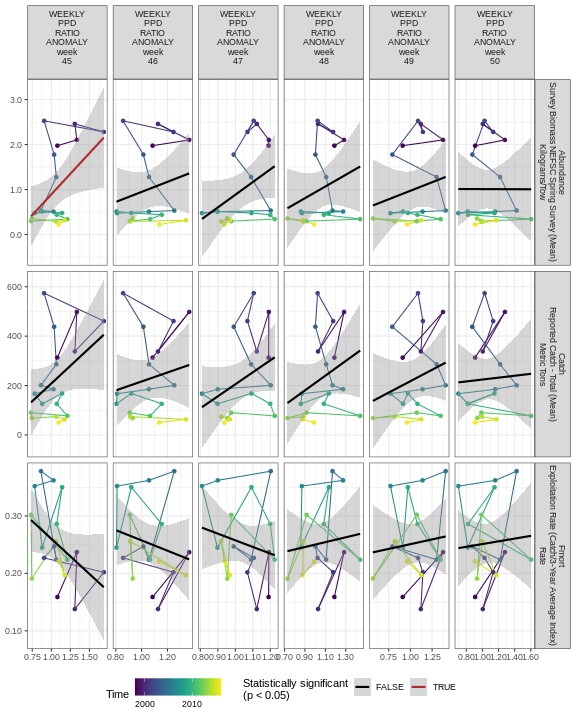 WEEKLY
PPD
RATIO
ANOMALY
week
45
WEEKLY
PPD
RATIO
ANOMALY
week
46
WEEKLY
PPD
RATIO
ANOMALY
week
47
WEEKLY
PPD
RATIO
ANOMALY
week
48
WEEKLY
PPD
RATIO
ANOMALY
week
49
WEEKLY
PPD
RATIO
ANOMALY
week
50
3.0
2.0
1.0
0.0
Abundance
Survey Biomass NEFSC Spring Survey (Mean)
Kilograms/Tow
600
400
200
0
Catch
Reported Catch - Total (Mean)
Metric Tons
0.30
0.20
0.10
Fmort
Exploitation Rate (Catch/3-Year Average Index)
Rate
0.75 1.00 1.25 1.50
0.80 1.00 1.20
0.80 0.90 1.00 1.10 1.20
0.70 0.90 1.10 1.30
0.75 1.00 1.25
0.80 1.00 1.20 1.40 1.60
Time
2000 2010
Statistically significant
(p < 0.05)
FALSE
TRUE